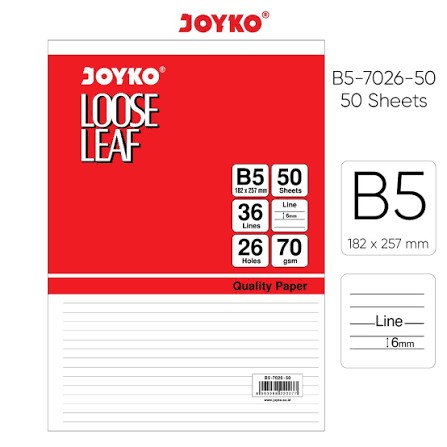 JOYKO
JOYKO
LOOSE
LEAF
B5
182 x 257 mm
50
Sheets
36
Lines
Line
6mm
26
Holes
70
gsm
Quality Paper
B5-7026-50
www.joyko.co.id
B5-7026-50
50 Sheets
B5
182 x 257 mm
Line
6mm